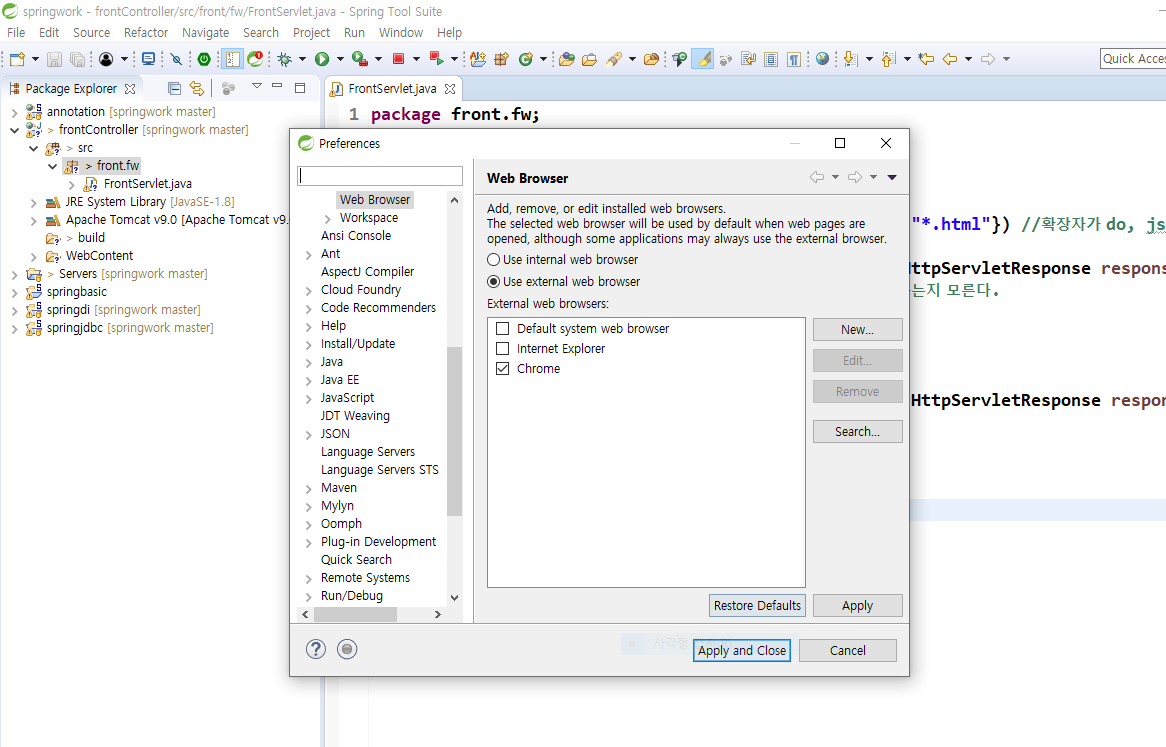 springwork - frontController/src/front/fw/FrontServlet.java - Spring Tool Suite
File Edit Source Refactor Navigate Search Project Run Window Help
Quick Acces
Package Explorer
FrontServlet.java
annotation [springwork master]
> frontController [springwork master]
> src
> front.fw
FrontServlet.java
JRE System Library [JavaSE-1.8]
Apache Tomcat v9.0 [Apache Tomcat v9.
> build
WebContent
> Servers [springwork master]
springbasic
springdi [springwork master]
springjdbc [springwork master]
1 package front.fw;
"*.html"}) //확장자가 do, js
HttpServletResponse respons
는지 모른다.
HttpServletResponse respon
Preferences
Web Browser
Workspace
Ansi Console
Ant
AspectJ Compiler
Cloud Foundry
Code Recommenders
Help
Install/Update
Java
Java EE
JavaScript
JDT Weaving
JSON
Language Servers
Language Servers STS
Maven
Mylyn
Oomph
Plug-in Development
Quick Search
Remote Systems
Run/Debug
Web Browser
Add, remove, or edit installed web browsers.
The selected web browser will be used by default when web pages are
opened, although some applications may always use the external browser.
Use internal web browser
Use external web browser
External web browsers:
Default system web browser
Internet Explorer
Chrome
New...
Edit...
Remove
Search...
Restore Defaults
Apply
Apply and Close
Cancel